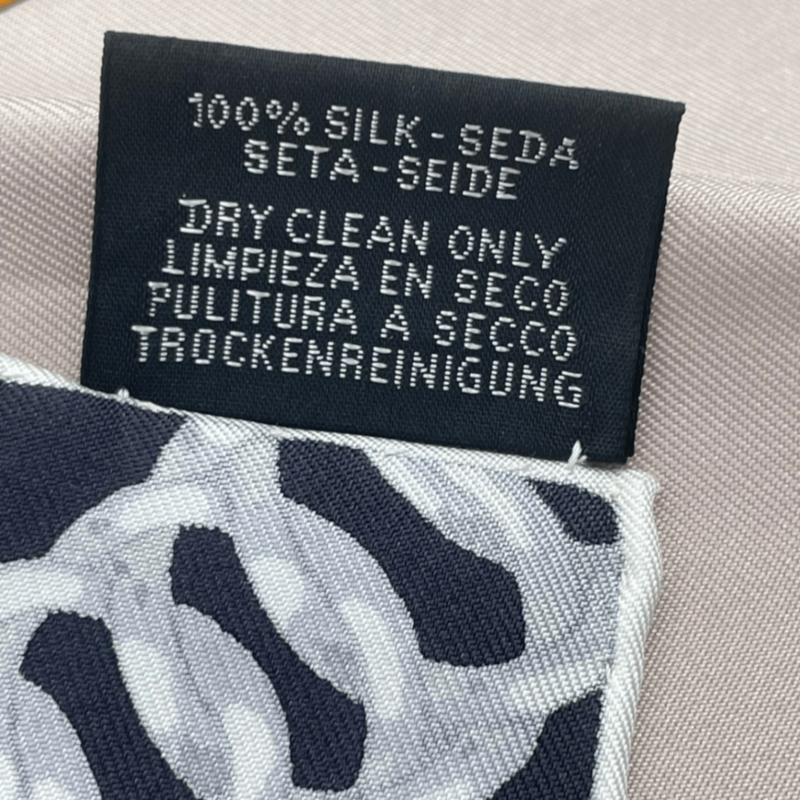 100% SILK - SEDA
SETA - SEIDE
DRY CLEAN ONLY
LIMPIEZA EN SECO
PULITURA A SECCO
TROCKENREINIGUNG